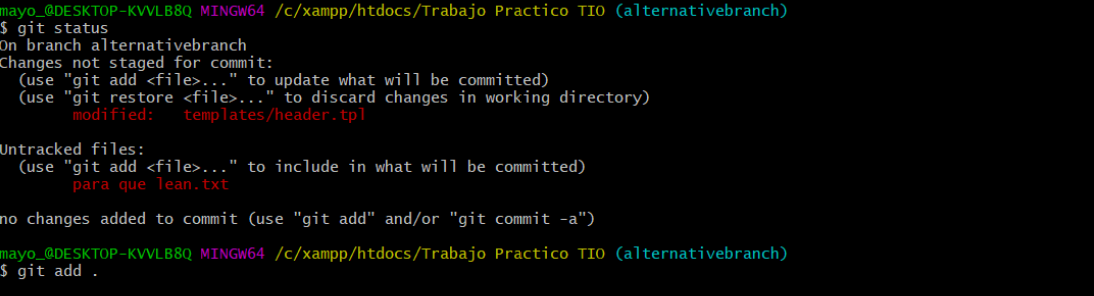 mayo_@DESKTOP-KVVLB8Q MINGW64 /c/xampp/htdocs/Trabajo Practico TIO (alternativebranch)
$ git status
On branch alternativebranch
Changes not staged for commit:
  (use "git add <file>..." to update what will be committed)
  (use "git restore <file>..." to discard changes in working directory)
        modified:   templates/header.tpl

Untracked files:
  (use "git add <file>..." to include in what will be committed)
        para que lean.txt

no changes added to commit (use "git add" and/or "git commit -a")

mayo_@DESKTOP-KVVLB8Q MINGW64 /c/xampp/htdocs/Trabajo Practico TIO (alternativebranch)
$ git add .